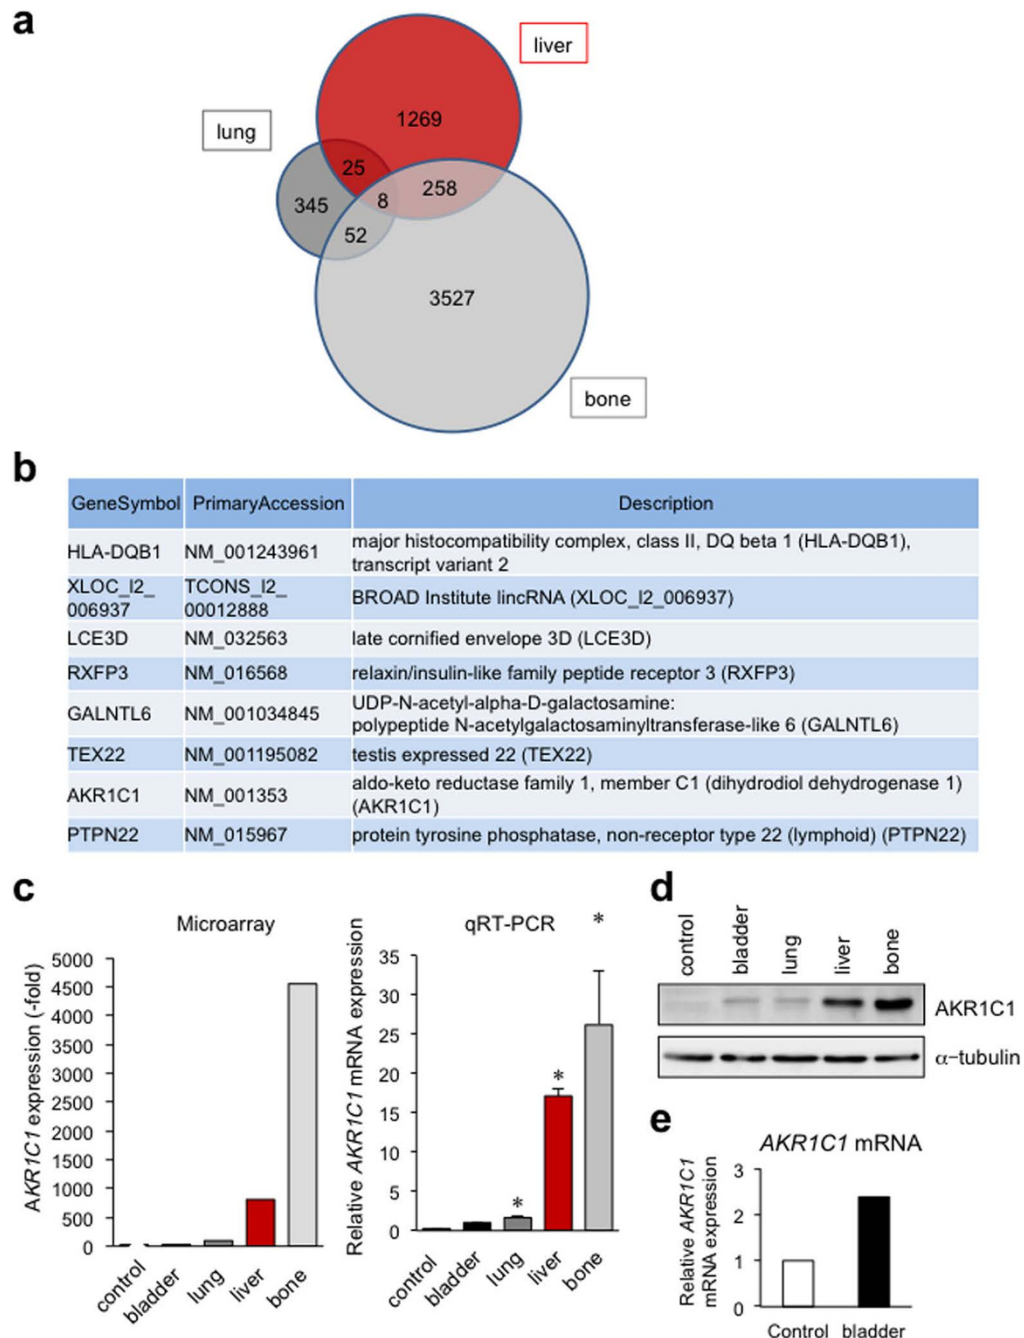 a
liver
lung
1269
25
258
345
8
52
3527
bone
b
GeneSymbol PrimaryAccession Description
HLA-DQB1 NM_001243961 major histocompatibility complex, class II, DQ beta 1 (HLA-DQB1),
transcript variant 2
XLOC_l2_ TCONS_l2_
006937 00012888 BROAD Institute lincRNA (XLOC_l2_006937)
LCE3D NM_032563 late cornified envelope 3D (LCE3D)
RXFP3 NM_016568 relaxin/insulin-like family peptide receptor 3 (RXFP3)
GALNTL6 NM_001034845 UDP-N-acetyl-alpha-D-galactosamine:
polypeptide N-acetylgalactosaminyltransferase-like 6 (GALNTL6)
TEX22 NM_001195082 testis expressed 22 (TEX22)
AKR1C1 NM_001353 aldo-keto reductase family 1, member C1 (dihydrodiol dehydrogenase 1)
(AKR1C1)
PTPN22 NM_015967 protein tyrosine phosphatase, non-receptor type 22 (lymphoid) (PTPN22)
c
Microarray
AKR1C1 expression (-fold)
5000
4500
4000
3500
3000
2500
2000
1500
1000
500
0
control
bladder
lung
liver
bone
qRT-PCR
Relative AKR1C1 mRNA expression
35
30
25
20
15
10
5
0
*
*
*
control
bladder
lung
liver
bone
d
control
bladder
lung
liver
bone
AKR1C1
α−tubulin
e
AKR1C1 mRNA
Relative AKR1C1
mRNA expression
3
2
1
0
Control bladder